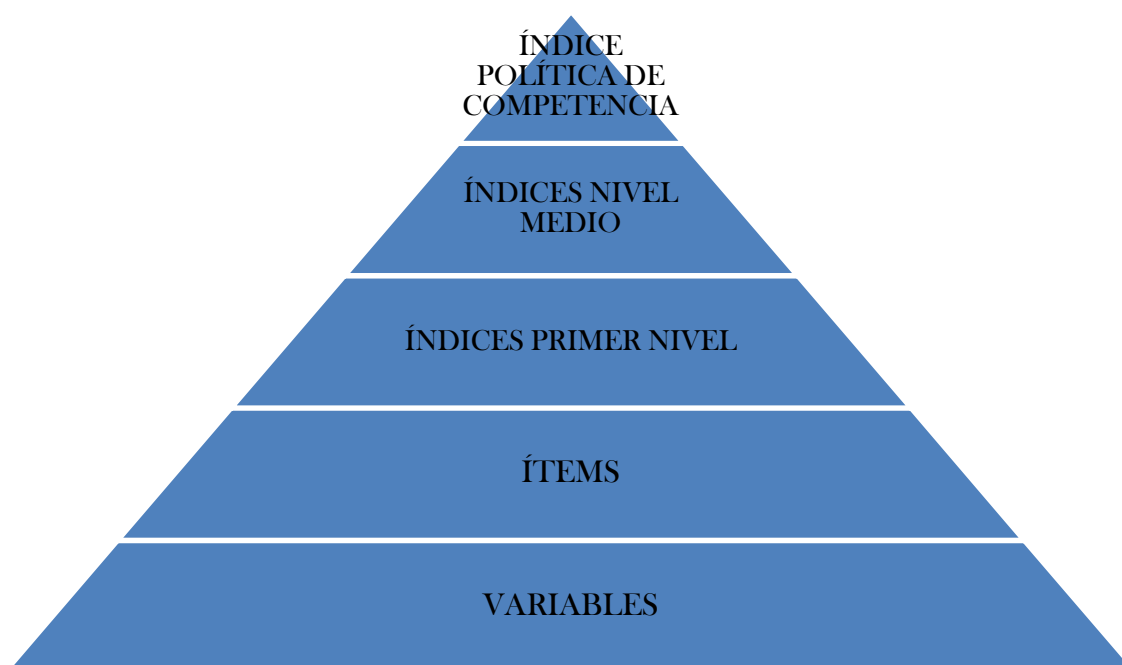 ÍNDICE
POLÍTICA DE
COMPETENCIA
ÍNDICES NIVEL
MEDIO
ÍNDICES PRIMER NIVEL
ÍTEMS
VARIABLES